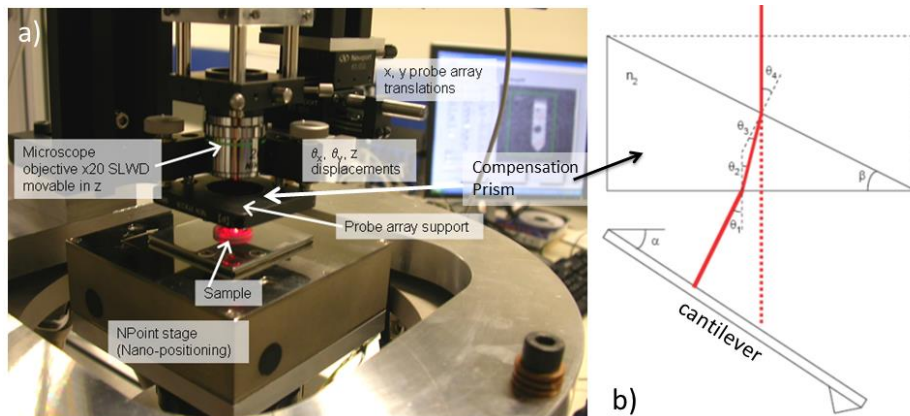 a)
x, y probe array
translations
Microscope
objective x20 SLWD
movable in z
θx, θy, z
displacements
Compensation
Prism
Probe array support
Sample
NPoint stage
(Nano-positioning)
n2
θ4
θ3
θ2
β
θ1
α
cantilever
b)